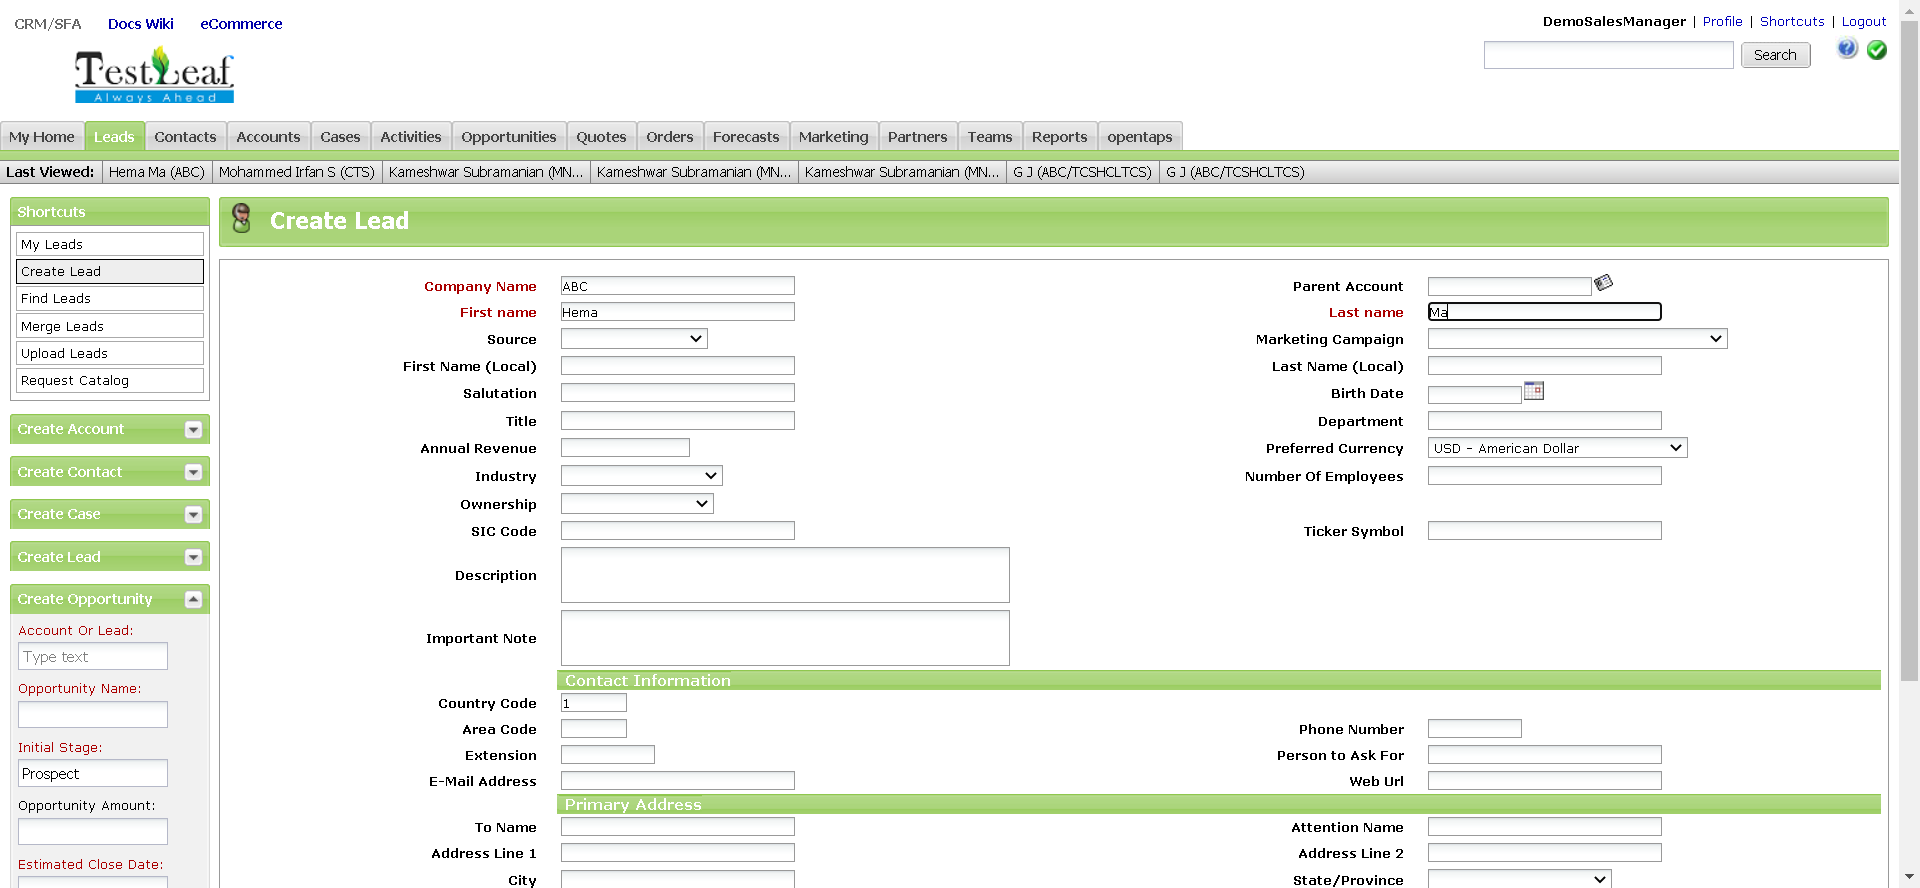 CRM/SFA Docs Wiki eCommerce
DemoSalesManager | Profile | Shortcuts | Logout
TestLeaf
Always Ahead
Search
My Home Leads Contacts Accounts Cases Activities Opportunities Quotes Orders Forecasts Marketing Partners Teams Reports opentaps
Last Viewed: Hema Ma (ABC) Mohammed Irfan S (CTS) Kameshwar Subramanian (MN... Kameshwar Subramanian (MN... Kameshwar Subramanian (MN... G J (ABC/TCSHCLTCS) G J (ABC/TCSHCLTCS)
Shortcuts
My Leads
Create Lead
Find Leads
Merge Leads
Upload Leads
Request Catalog
Create Account
Create Contact
Create Case
Create Lead
Create Opportunity
Account Or Lead:
Type text
Opportunity Name:
Initial Stage:
Prospect
Opportunity Amount:
Estimated Close Date:
Create Lead
Company Name ABC Parent Account
First name Hema Last name Ma
Source Marketing Campaign
First Name (Local) Last Name (Local)
Salutation Birth Date
Title Department
Annual Revenue Preferred Currency USD - American Dollar
Industry Number Of Employees
Ownership
SIC Code Ticker Symbol
Description
Important Note
Contact Information
Country Code 1
Area Code Phone Number
Extension Person to Ask For
E-Mail Address Web Url
Primary Address
To Name Attention Name
Address Line 1 Address Line 2
City State/Province